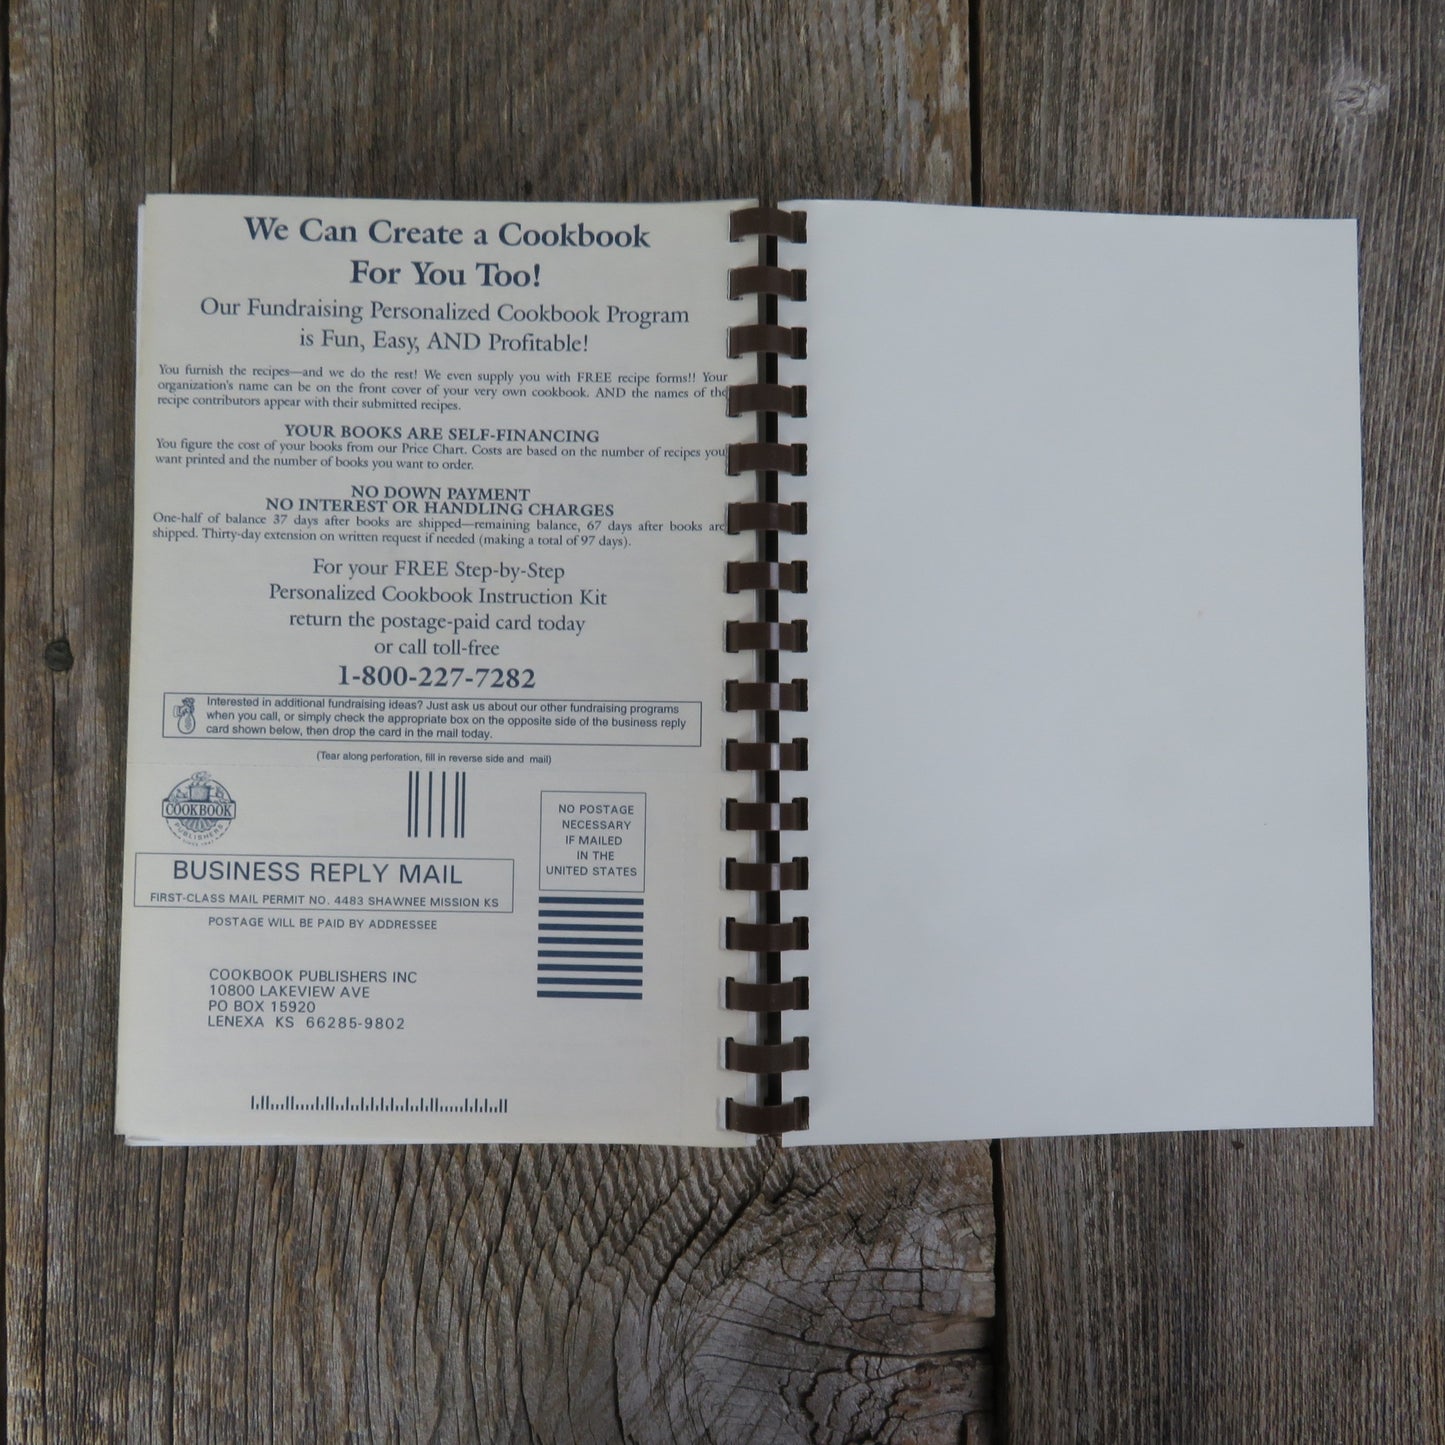 We Can Create a Cookbook
For You Too!
Our Fundraising Personalized Cookbook Program
is Fun, Easy, AND Profitable!
You furnish the recipes—and we do the rest! We even supply you with FREE recipe forms!! Your
organization's name can be on the front cover of your very own cookbook. AND the names of the
recipe contributors appear with their submitted recipes.
YOUR BOOKS ARE SELF-FINANCING
You figure the cost of your books from our Price Chart. Costs are based on the number of recipes you
want printed and the number of books you want to order.
NO DOWN PAYMENT
NO INTEREST OR HANDLING CHARGES
One-half of balance 37 days after books are shipped—remaining balance, 67 days after books are
shipped. Thirty-day extension on written request if needed (making a total of 97 days).
For your FREE Step-by-Step
Personalized Cookbook Instruction Kit
return the postage-paid card today
or call toll-free
1-800-227-7282
Interested in additional fundraising ideas? Just ask us about our other fundraising programs
when you call, or simply check the appropriate box on the opposite side of the business reply
card shown below, then drop the card in the mail today.
(Tear along perforation, fill in reverse side and mail)
COOKBOOK
PUBLISHERS
SINCE 1947
NO POSTAGE
NECESSARY
IF MAILED
IN THE
UNITED STATES
BUSINESS REPLY MAIL
FIRST-CLASS MAIL PERMIT NO. 4483 SHAWNEE MISSION KS
POSTAGE WILL BE PAID BY ADDRESSEE
COOKBOOK PUBLISHERS INC
10800 LAKEVIEW AVE
PO BOX 15920
LENEXA KS 66285-9802